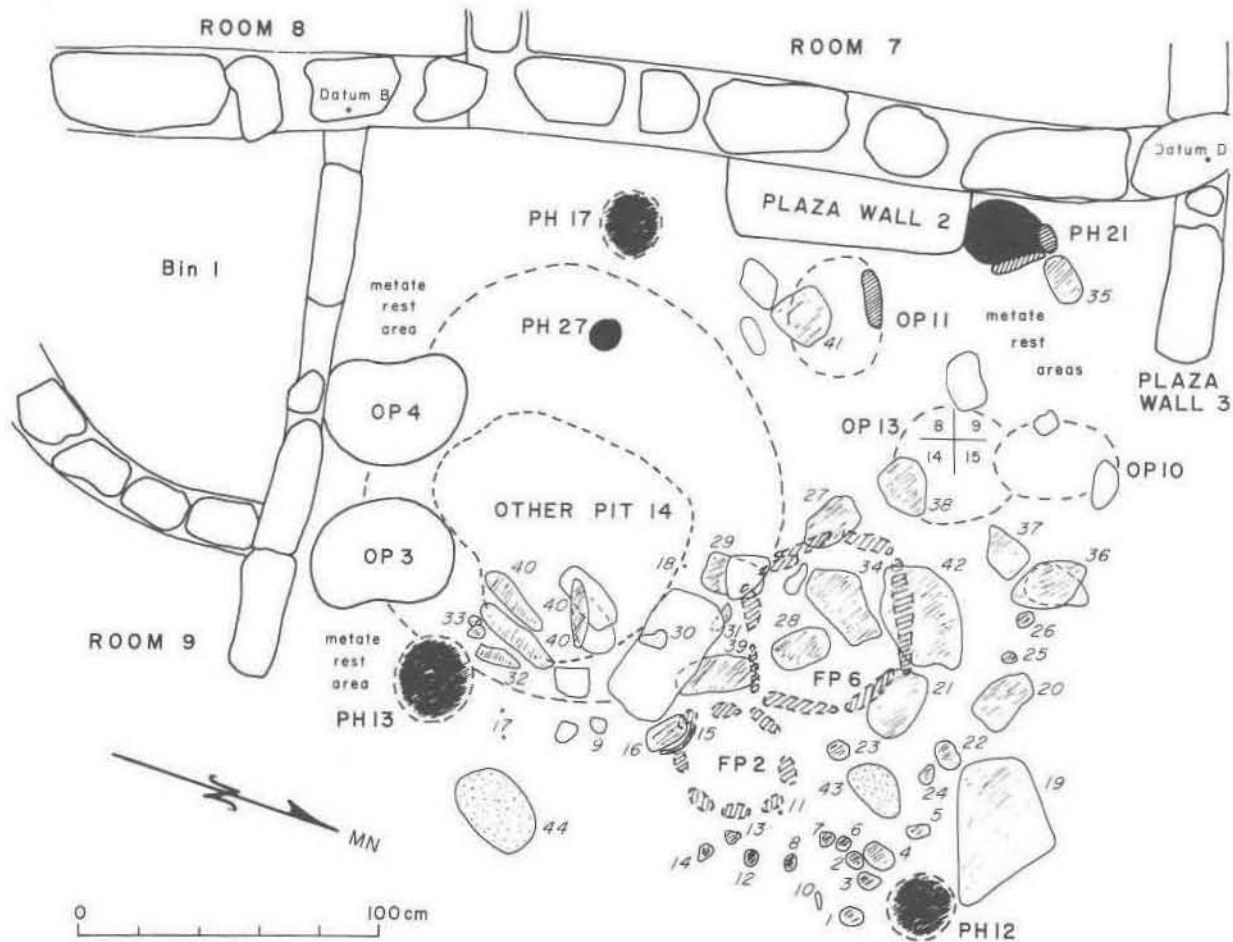 ROOM 8
ROOM 7
Datum B
Datum D
PH 17
PLAZA WALL 2
PH 21
Bin 1
metate
rest
area
35
PH 27
OP 11
metate
rest
areas
41
PLAZA
WALL 3
OP 4
OP 13
8 9
14 15
OP 10
38
OTHER PIT 14
27
37
OP 3
29
18
34
42
36
40
40
33
40
30
31
28
26
ROOM 9
metate
rest
area
39
25
32
FP 6
21
20
PH 13
17
9
16
15
23
22
FP 2
24
19
43
44
11
5
MN
13
7
6
14
12
8
2
4
3
10
1
0 100 cm
PH 12